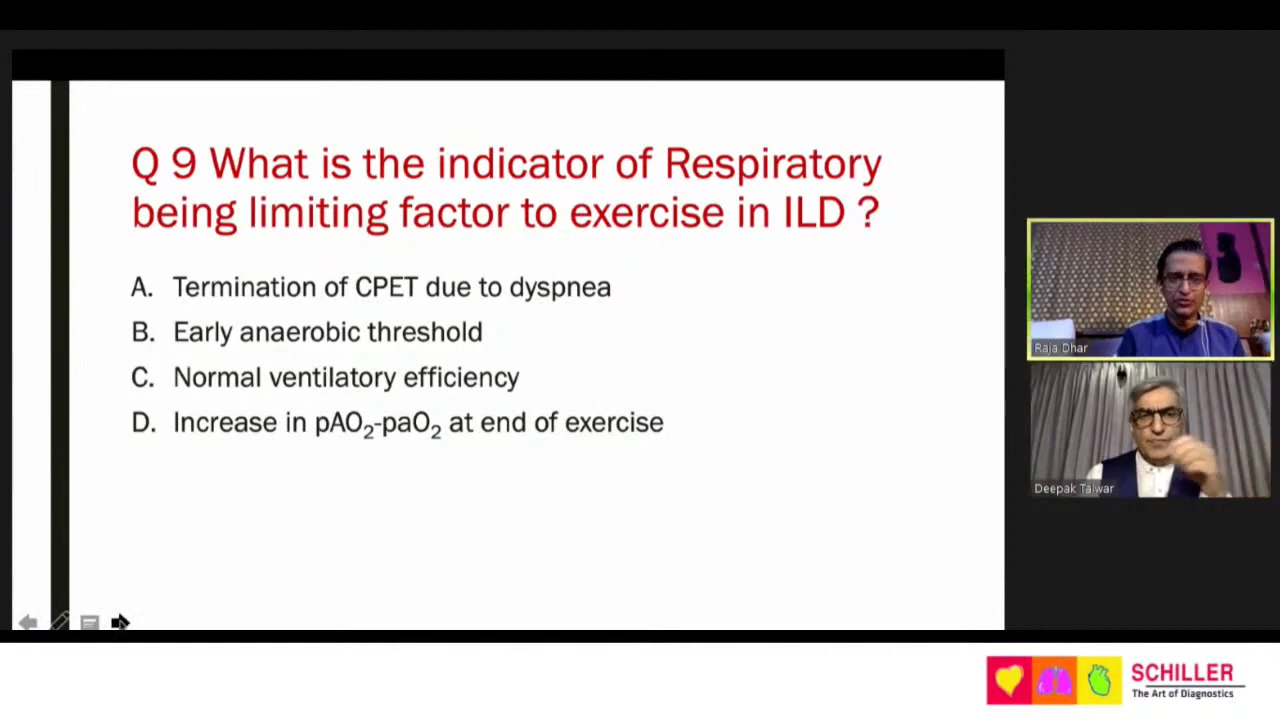 Q 9 What is the indicator of Respiratory
being limiting factor to exercise in ILD ?
A. Termination of CPET due to dyspnea
B. Early anaerobic threshold
C. Normal ventilatory efficiency
D. Increase in pAO₂-paO₂ at end of exercise
Raja Dhar
Deepak Talwar
SCHILLER
The Art of Diagnostics